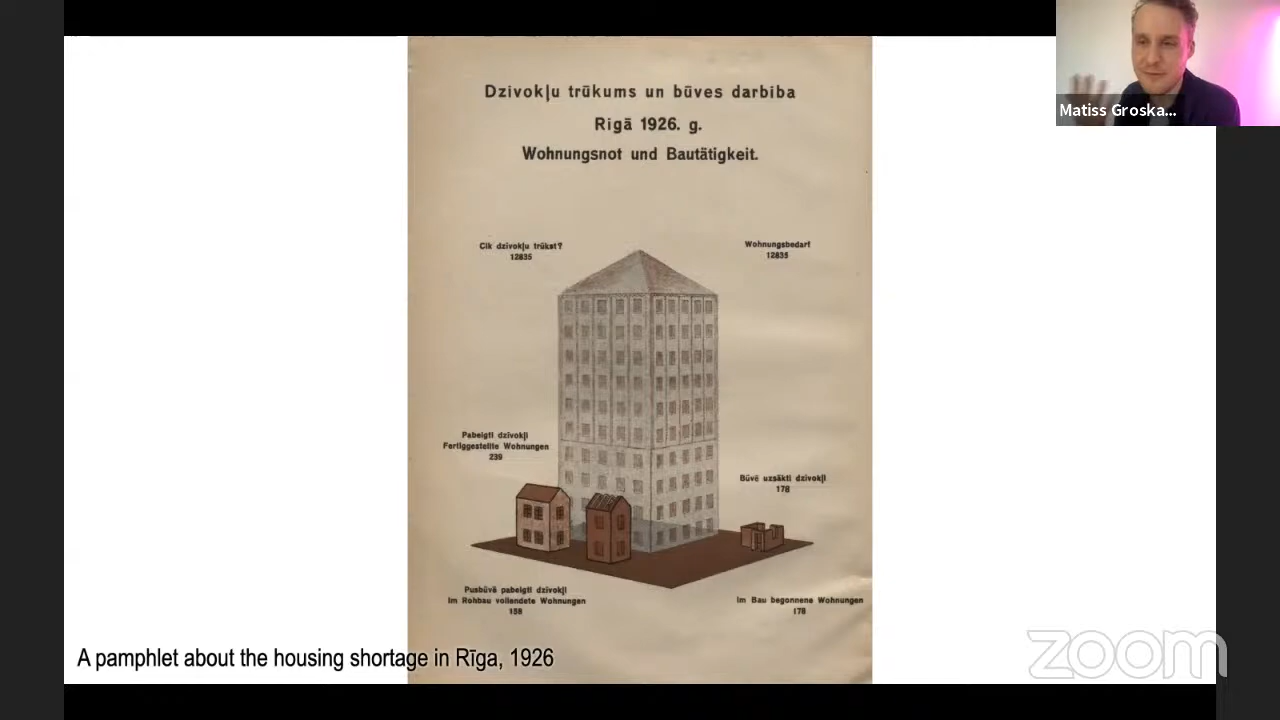 Matiss Groska...
Dzivokļu trūkums un būves darbiba
Rigā 1926. g.
Wohnungsnot und Bautätigkeit.
Cik dzivokļu trūkst?
12835
Wohnungsbedarf
12835
Pabeigti dzivokļi
Fertiggestellte Wohnungen
239
Būvē uzsākti dzivokļi
178
Pusbūvē pabeigti dzivokļi
Im Rohbau vollendete Wohnungen
158
Im Bau begonnene Wohnungen
178
A pamphlet about the housing shortage in Rīga, 1926
zoom